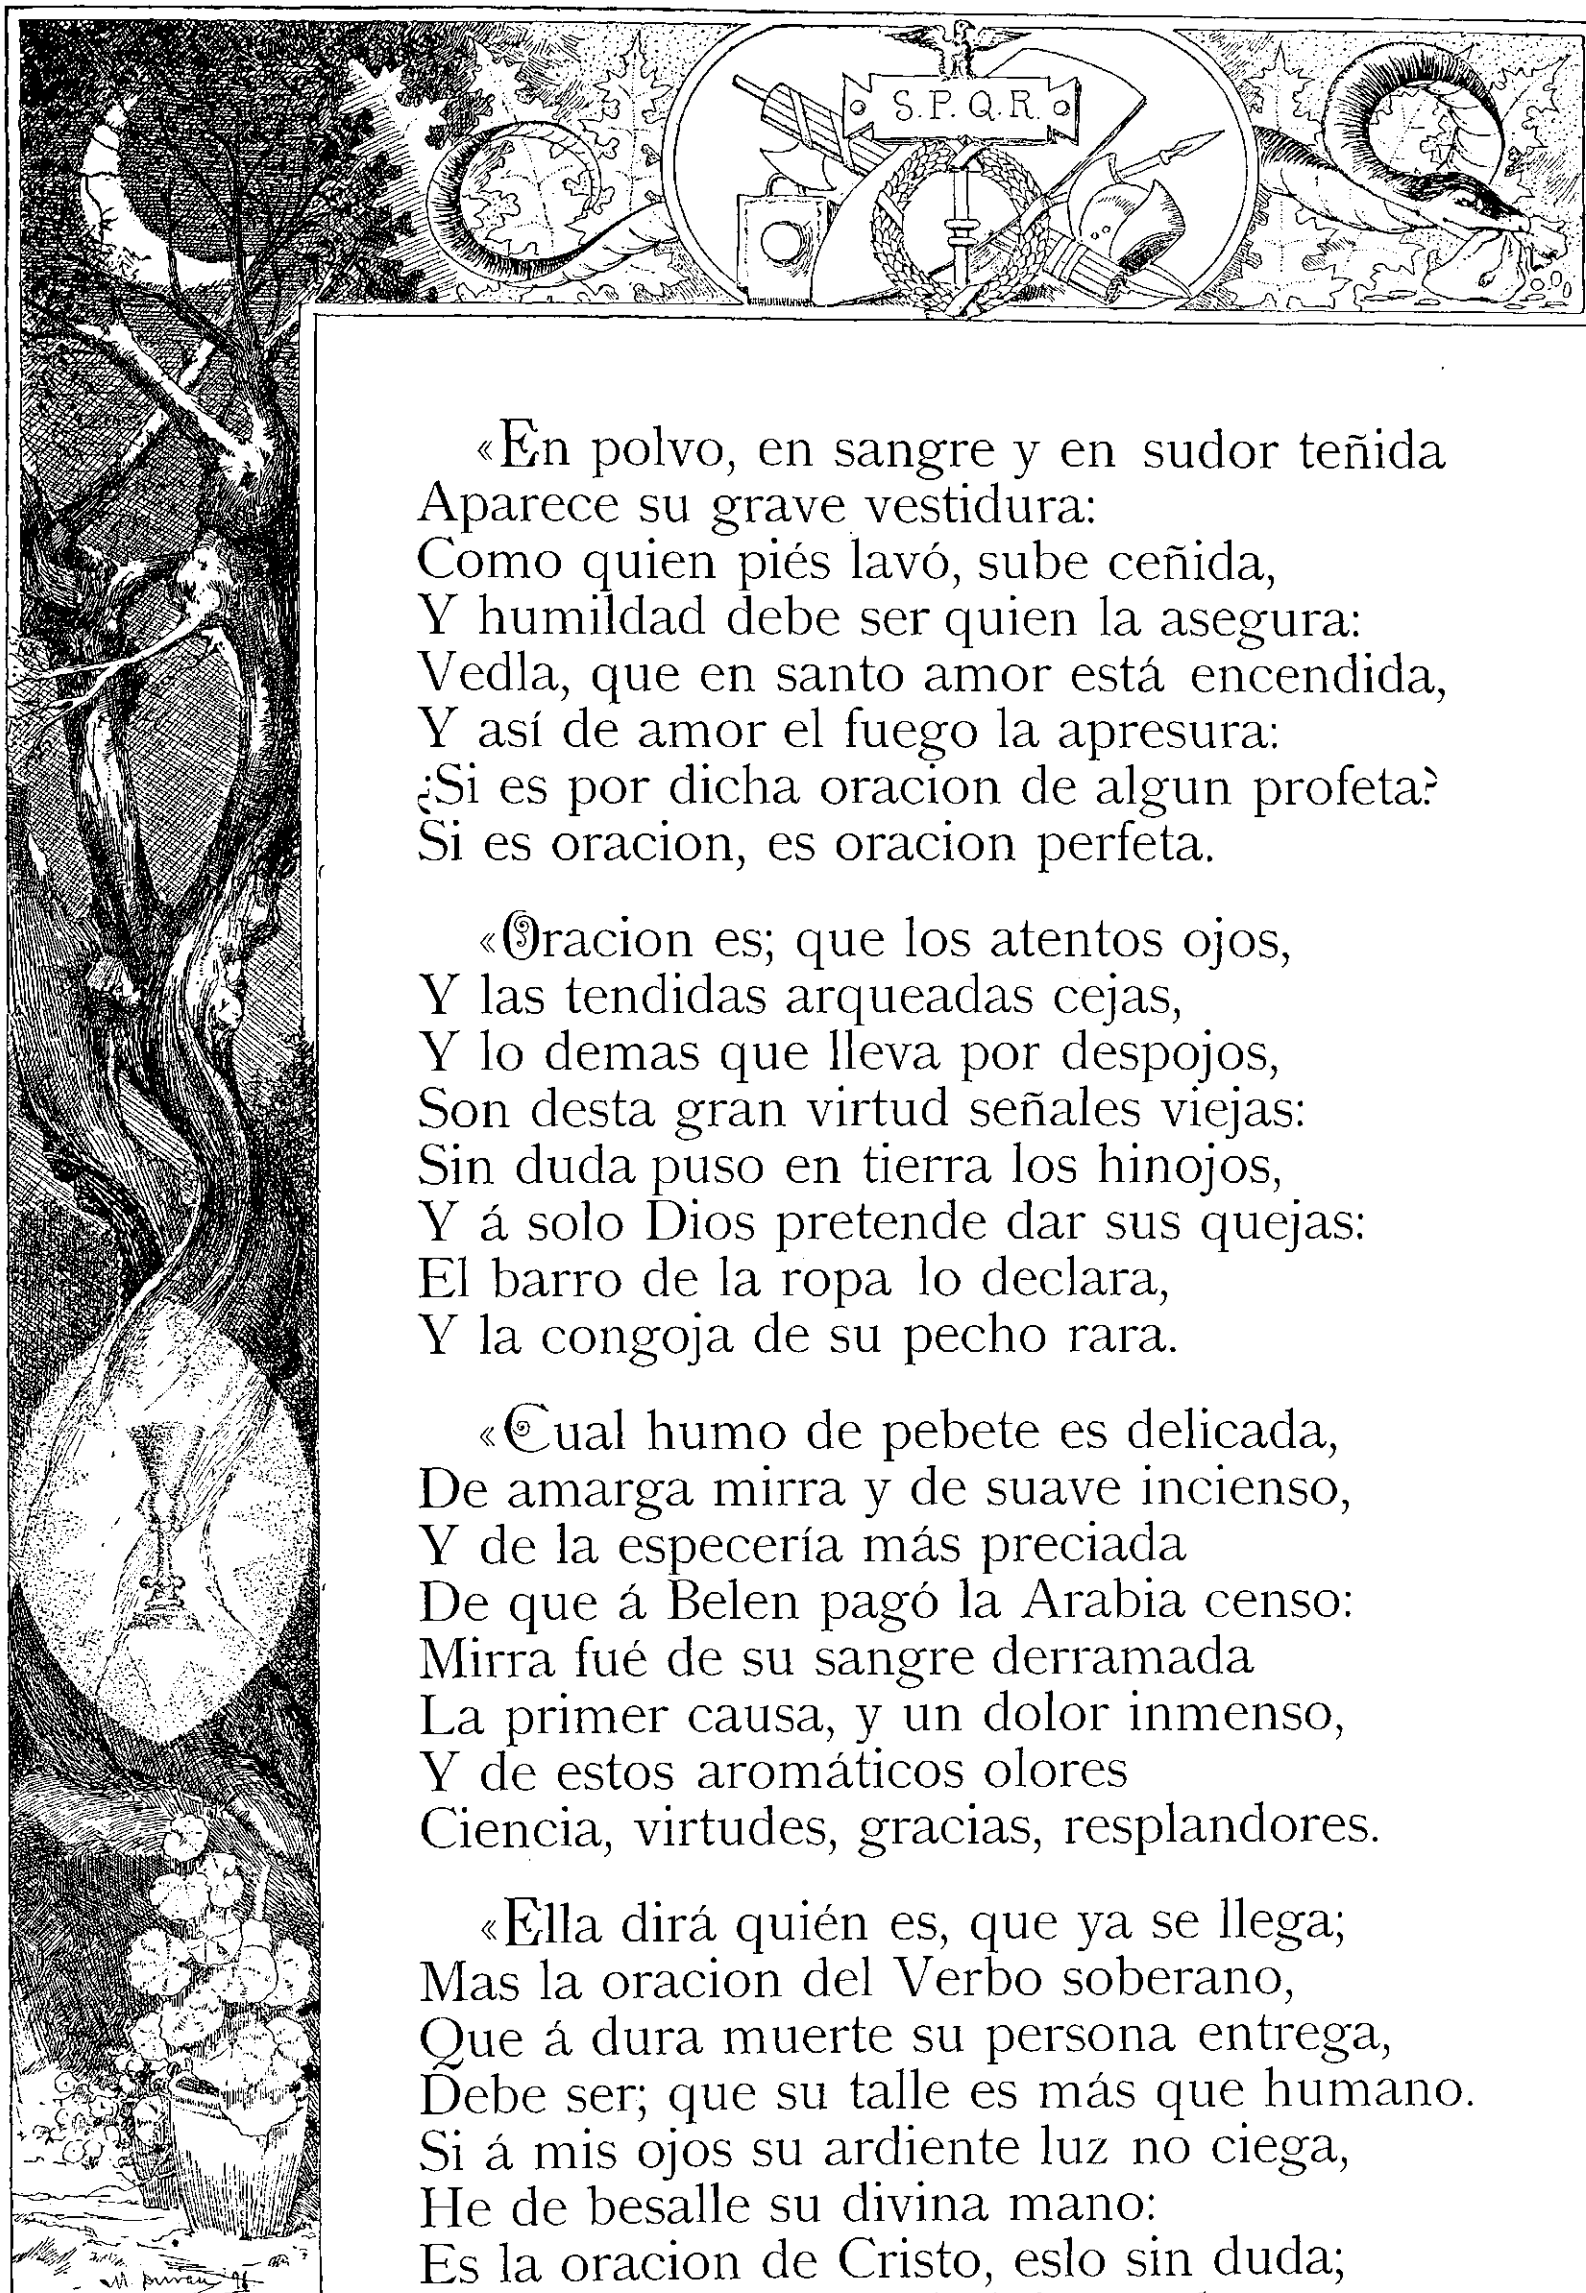 S.P.Q.R.
«En polvo, en sangre y en sudor teñida
Aparece su grave vestidura:
Como quien piés lavó, sube ceñida,
Y humildad debe ser quien la asegura:
Vedla, que en santo amor está encendida,
Y así de amor el fuego la apresura:
¿Si es por dicha oracion de algun profeta?
Si es oracion, es oracion perfeta.
«Oracion es; que los atentos ojos,
Y las tendidas arqueadas cejas,
Y lo demas que lleva por despojos,
Son desta gran virtud señales viejas:
Sin duda puso en tierra los hinojos,
Y á solo Dios pretende dar sus quejas:
El barro de la ropa lo declara,
Y la congoja de su pecho rara.
«Cual humo de pebete es delicada,
De amarga mirra y de suave incienso,
Y de la especería más preciada
De que á Belen pagó la Arabia censo:
Mirra fué de su sangre derramada
La primer causa, y un dolor inmenso,
Y de estos aromáticos olores
Ciencia, virtudes, gracias, resplandores.
«Ella dirá quién es, que ya se llega;
Mas la oracion del Verbo soberano,
Que á dura muerte su persona entrega,
Debe ser; que su talle es más que humano.
Si á mis ojos su ardiente luz no ciega,
He de besalle su divina mano:
Es la oracion de Cristo, eslo sin duda;